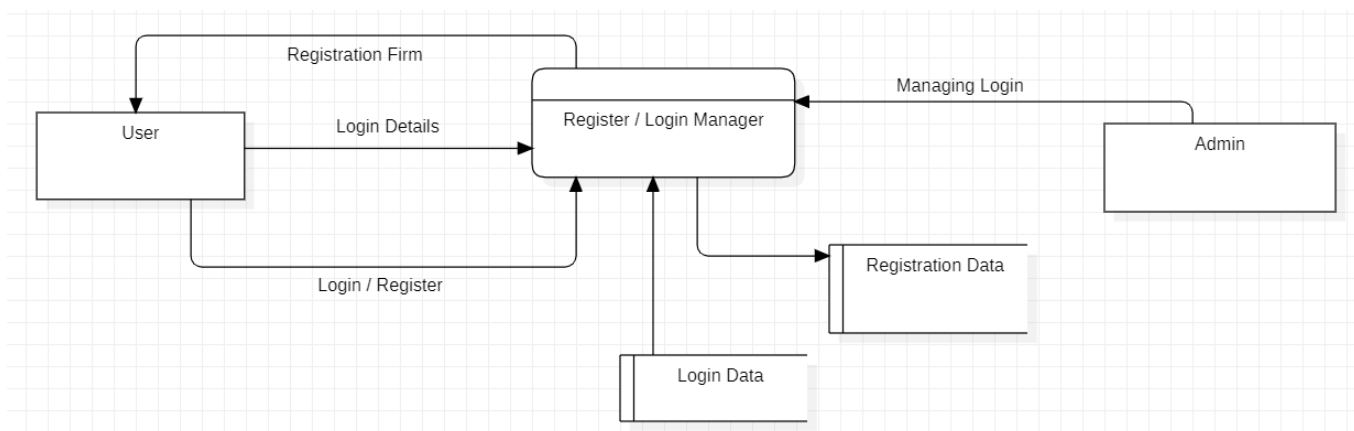 Registration Firm
Managing Login
User
Login Details
Register / Login Manager
Admin
Login / Register
Registration Data
Login Data